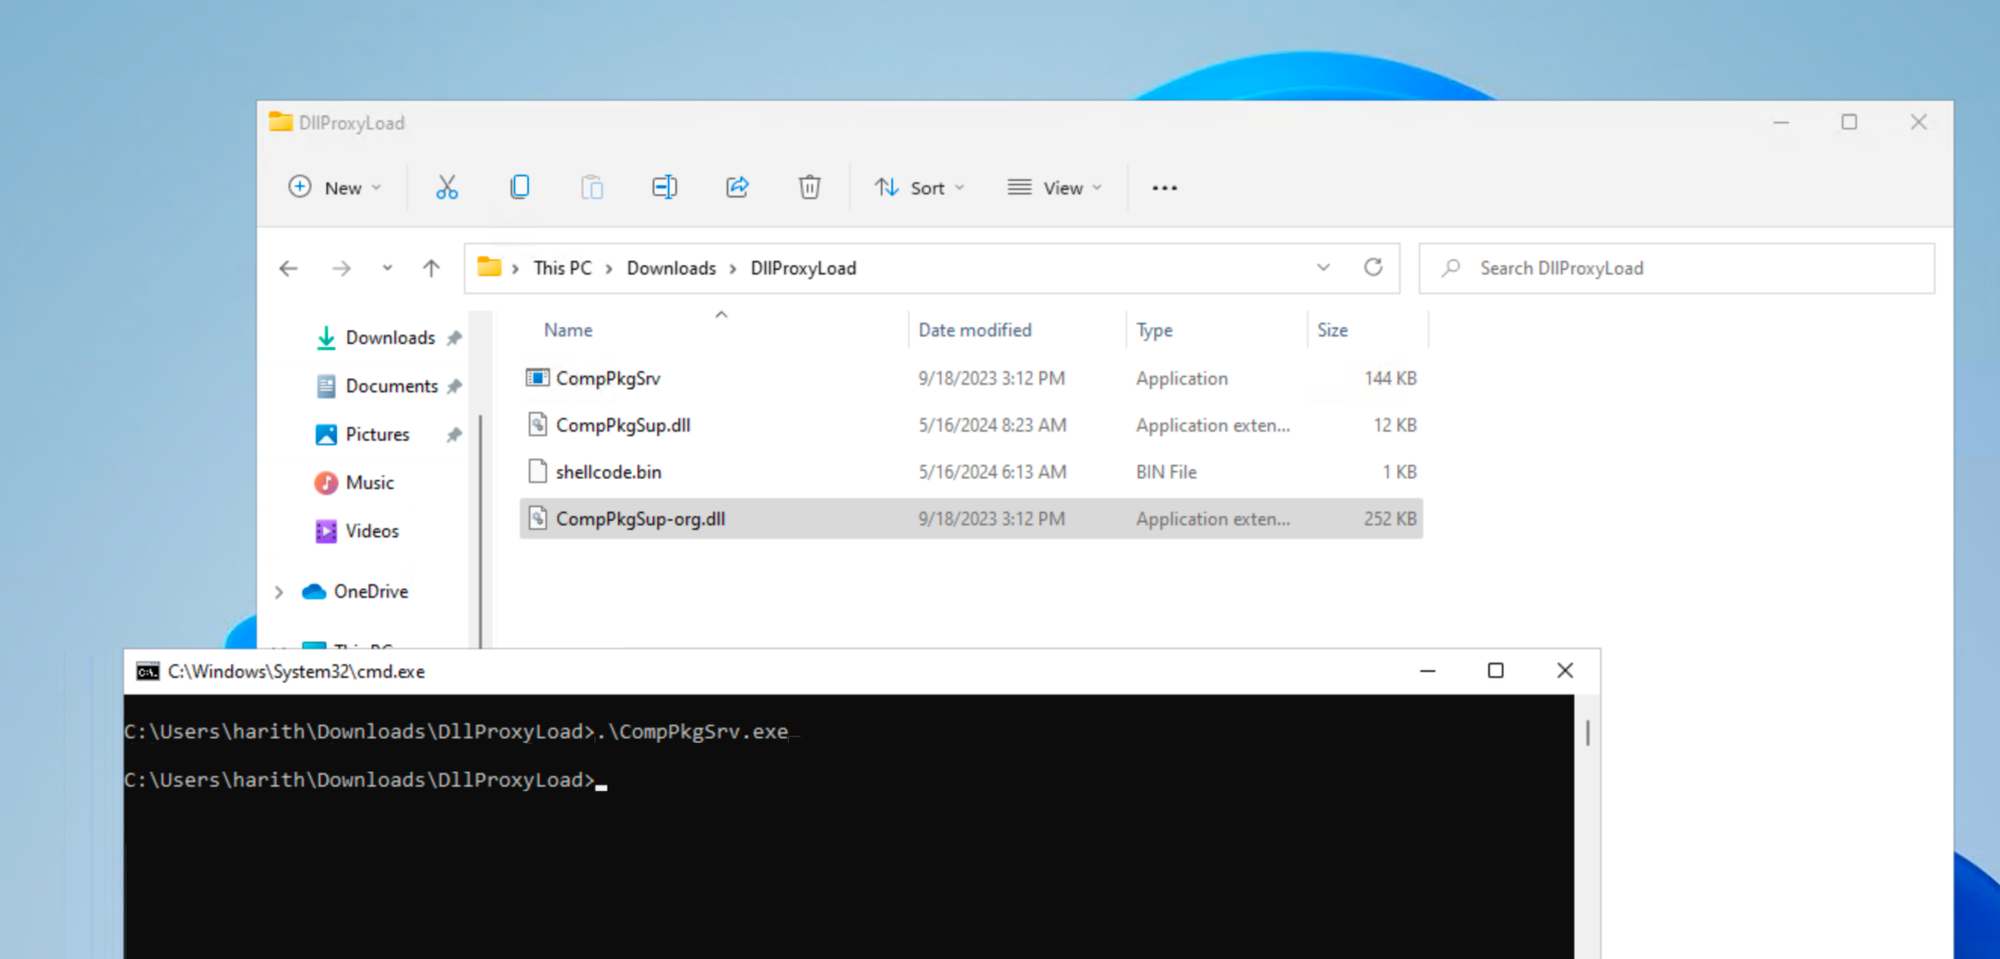 DllProxyLoad
New
Sort
View
This PC > Downloads > DllProxyLoad
Search DllProxyLoad
Downloads
Documents
Pictures
Music
Videos
OneDrive
This PC
Name Date modified Type Size
CompPkgSrv 9/18/2023 3:12 PM Application 144 KB
CompPkgSup.dll 5/16/2024 8:23 AM Application exten... 12 KB
shellcode.bin 5/16/2024 6:13 AM BIN File 1 KB
CompPkgSup-org.dll 9/18/2023 3:12 PM Application exten... 252 KB
C:\Windows\System32\cmd.exe
C:\Users\harith\Downloads\DllProxyLoad>.\CompPkgSrv.exe
C:\Users\harith\Downloads\DllProxyLoad>